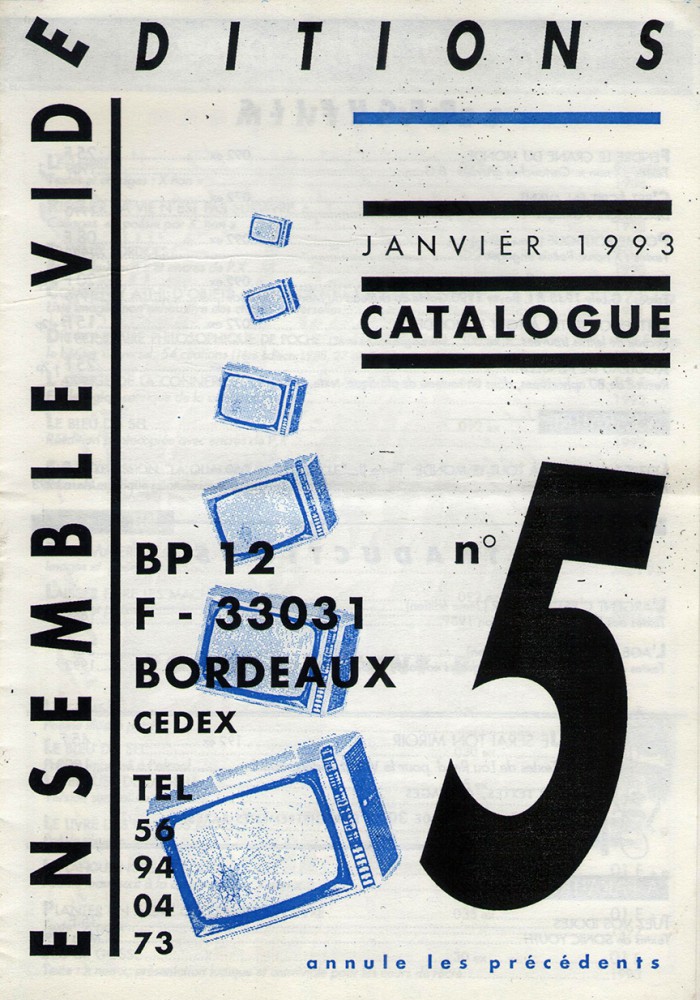 EDITIONS
ENSEMBLE VIDE
JANVIER 1993
CATALOGUE
n° 5
BP 12
F - 33031
BORDEAUX
CEDEX
TEL
56
94
04
73
annule les précédents